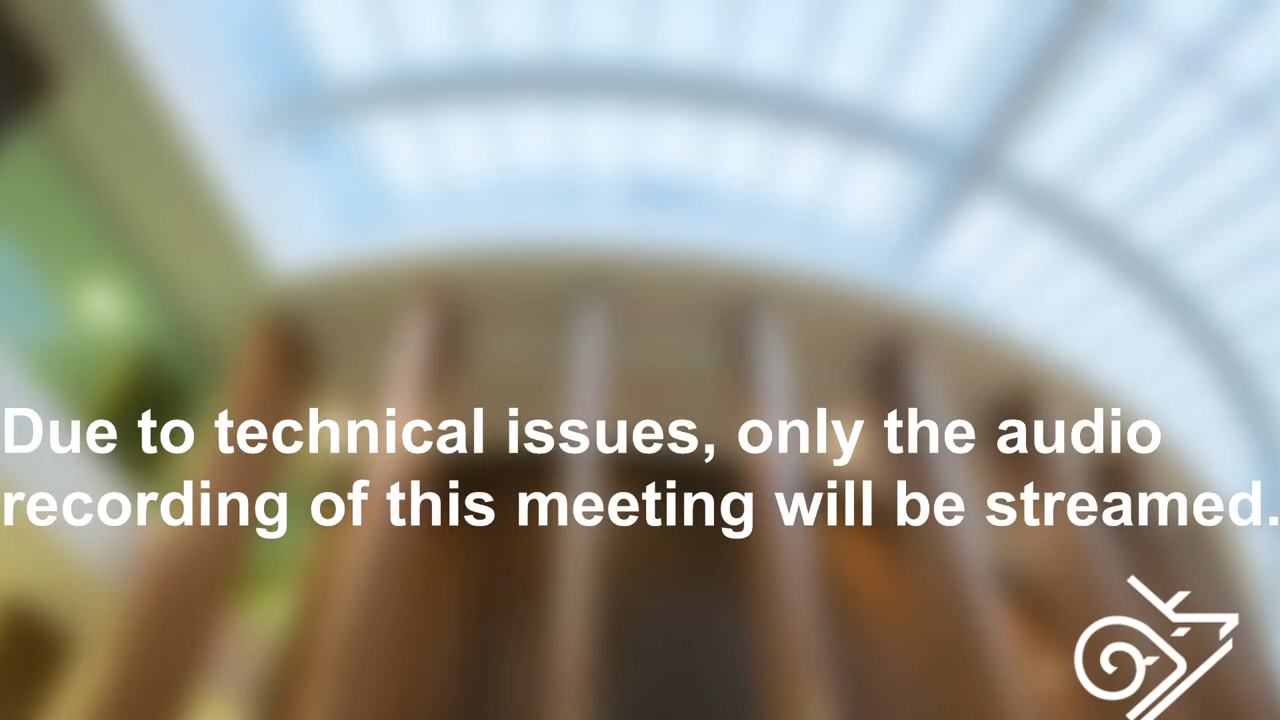 Due to technical issues, only the audio
recording of this meeting will be streamed.